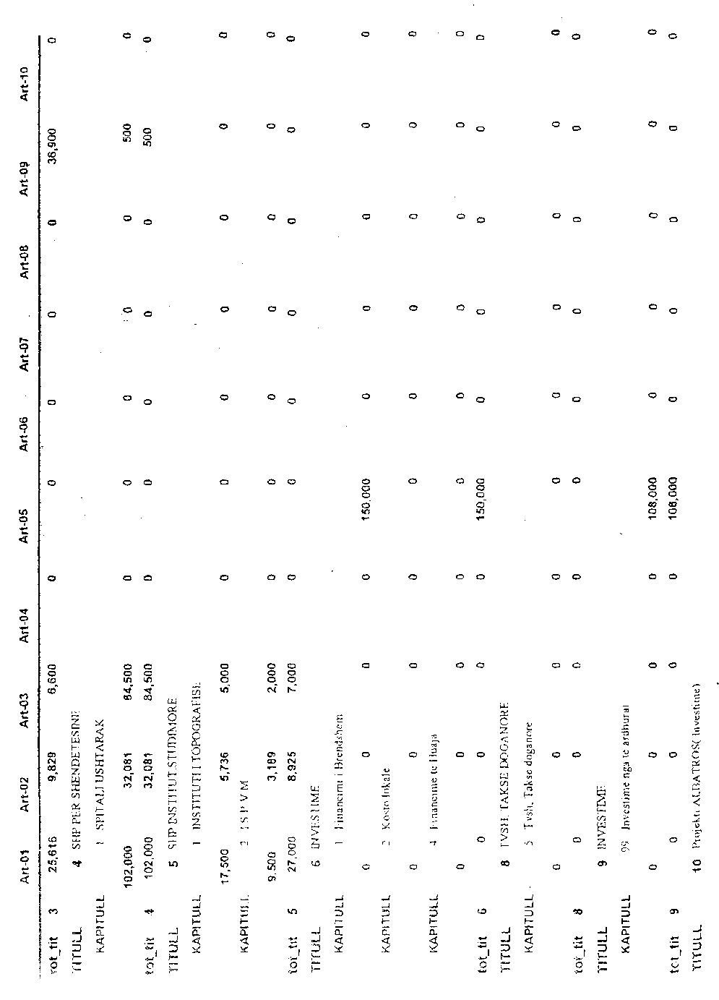 Art-01 Art-02 Art-03 Art-04 Art-05 Art-06 Art-07 Art-08 Art-09 Art-10
tot_tit 3 25,616 9,829 6,600 0 0 0 0 0 36,900 0
TITULL 4 SHP PER SHENDETESINE
KAPITULL 1 SPITALI USHTARAK
102,000 32,081 84,500 0 0 0 0 0 500 0
tot_tit 4 102,000 32,081 84,500 0 0 0 0 0 500 0
TITULL 5 SHP INSTITUT.STUDIMORE
KAPITULL 1 INSTITUTI I TOPOGRAFISE
17,500 5,736 5,000 0 0 0 0 0 0 0
KAPITULL 2 I S P V M
9,500 3,189 2,000 0 0 0 0 0 0 0
tot_tit 5 27,000 8,925 7,000 0 0 0 0 0 0 0
TITULL 6 INVESTIME
KAPITULL 1 Financimi i Brendshem
0 0 0 0 150,000 0 0 0 0 0
KAPITULL 2 Kosto lokale
0 0 0 0 0 0 0 0 0 0
KAPITULL 4 Financime te Huaja
0 0 0 0 0 0 0 0 0 0
tot_tit 6 0 0 0 0 150,000 0 0 0 0 0
TITULL 8 TVSH, TAKSE DOGANORE
KAPITULL 5 Tvsh, Takse doganore
0 0 0 0 0 0 0 0 0 0
tot_tit 8 0 0 0 0 0 0 0 0 0 0
TITULL 9 INVESTIME
KAPITULL 99 Investime nga te ardhurat
0 0 0 0 108,000 0 0 0 0 0
tot_tit 9 0 0 0 0 108,000 0 0 0 0 0
TITULL 10 Projekti ALBATROS( Investime)